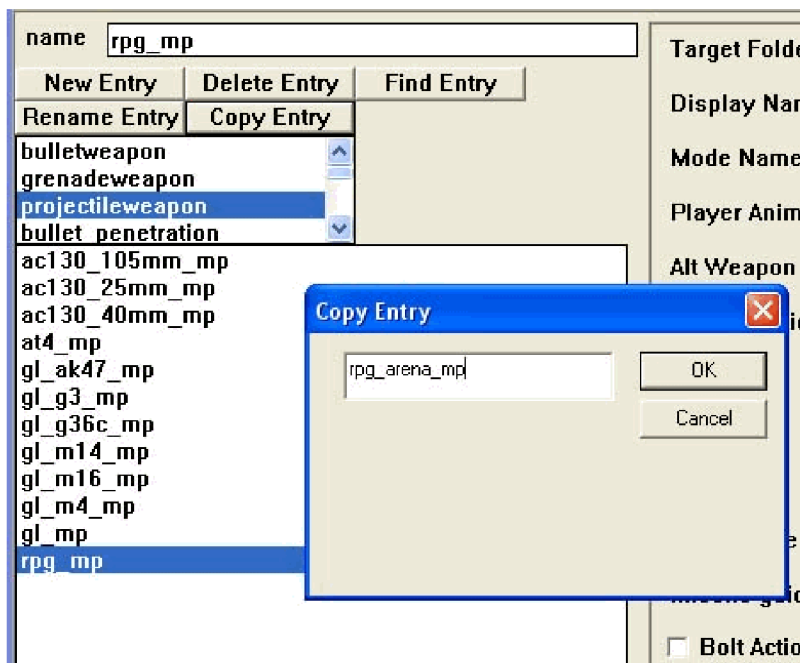 name rpg_mp
New Entry Delete Entry Find Entry
Rename Entry Copy Entry
bulletweapon
grenadeweapon
projectileweapon
bullet_penetration
ac130_105mm_mp
ac130_25mm_mp
ac130_40mm_mp
at4_mp
gl_ak47_mp
gl_g3_mp
gl_g36c_mp
gl_m14_mp
gl_m16_mp
gl_m4_mp
gl_mp
rpg_mp
Copy Entry
rpg_arena_mp
OK
Cancel
Target Folde
Display Nar
Mode Name
Player Anim
Alt Weapon
Bolt Actio